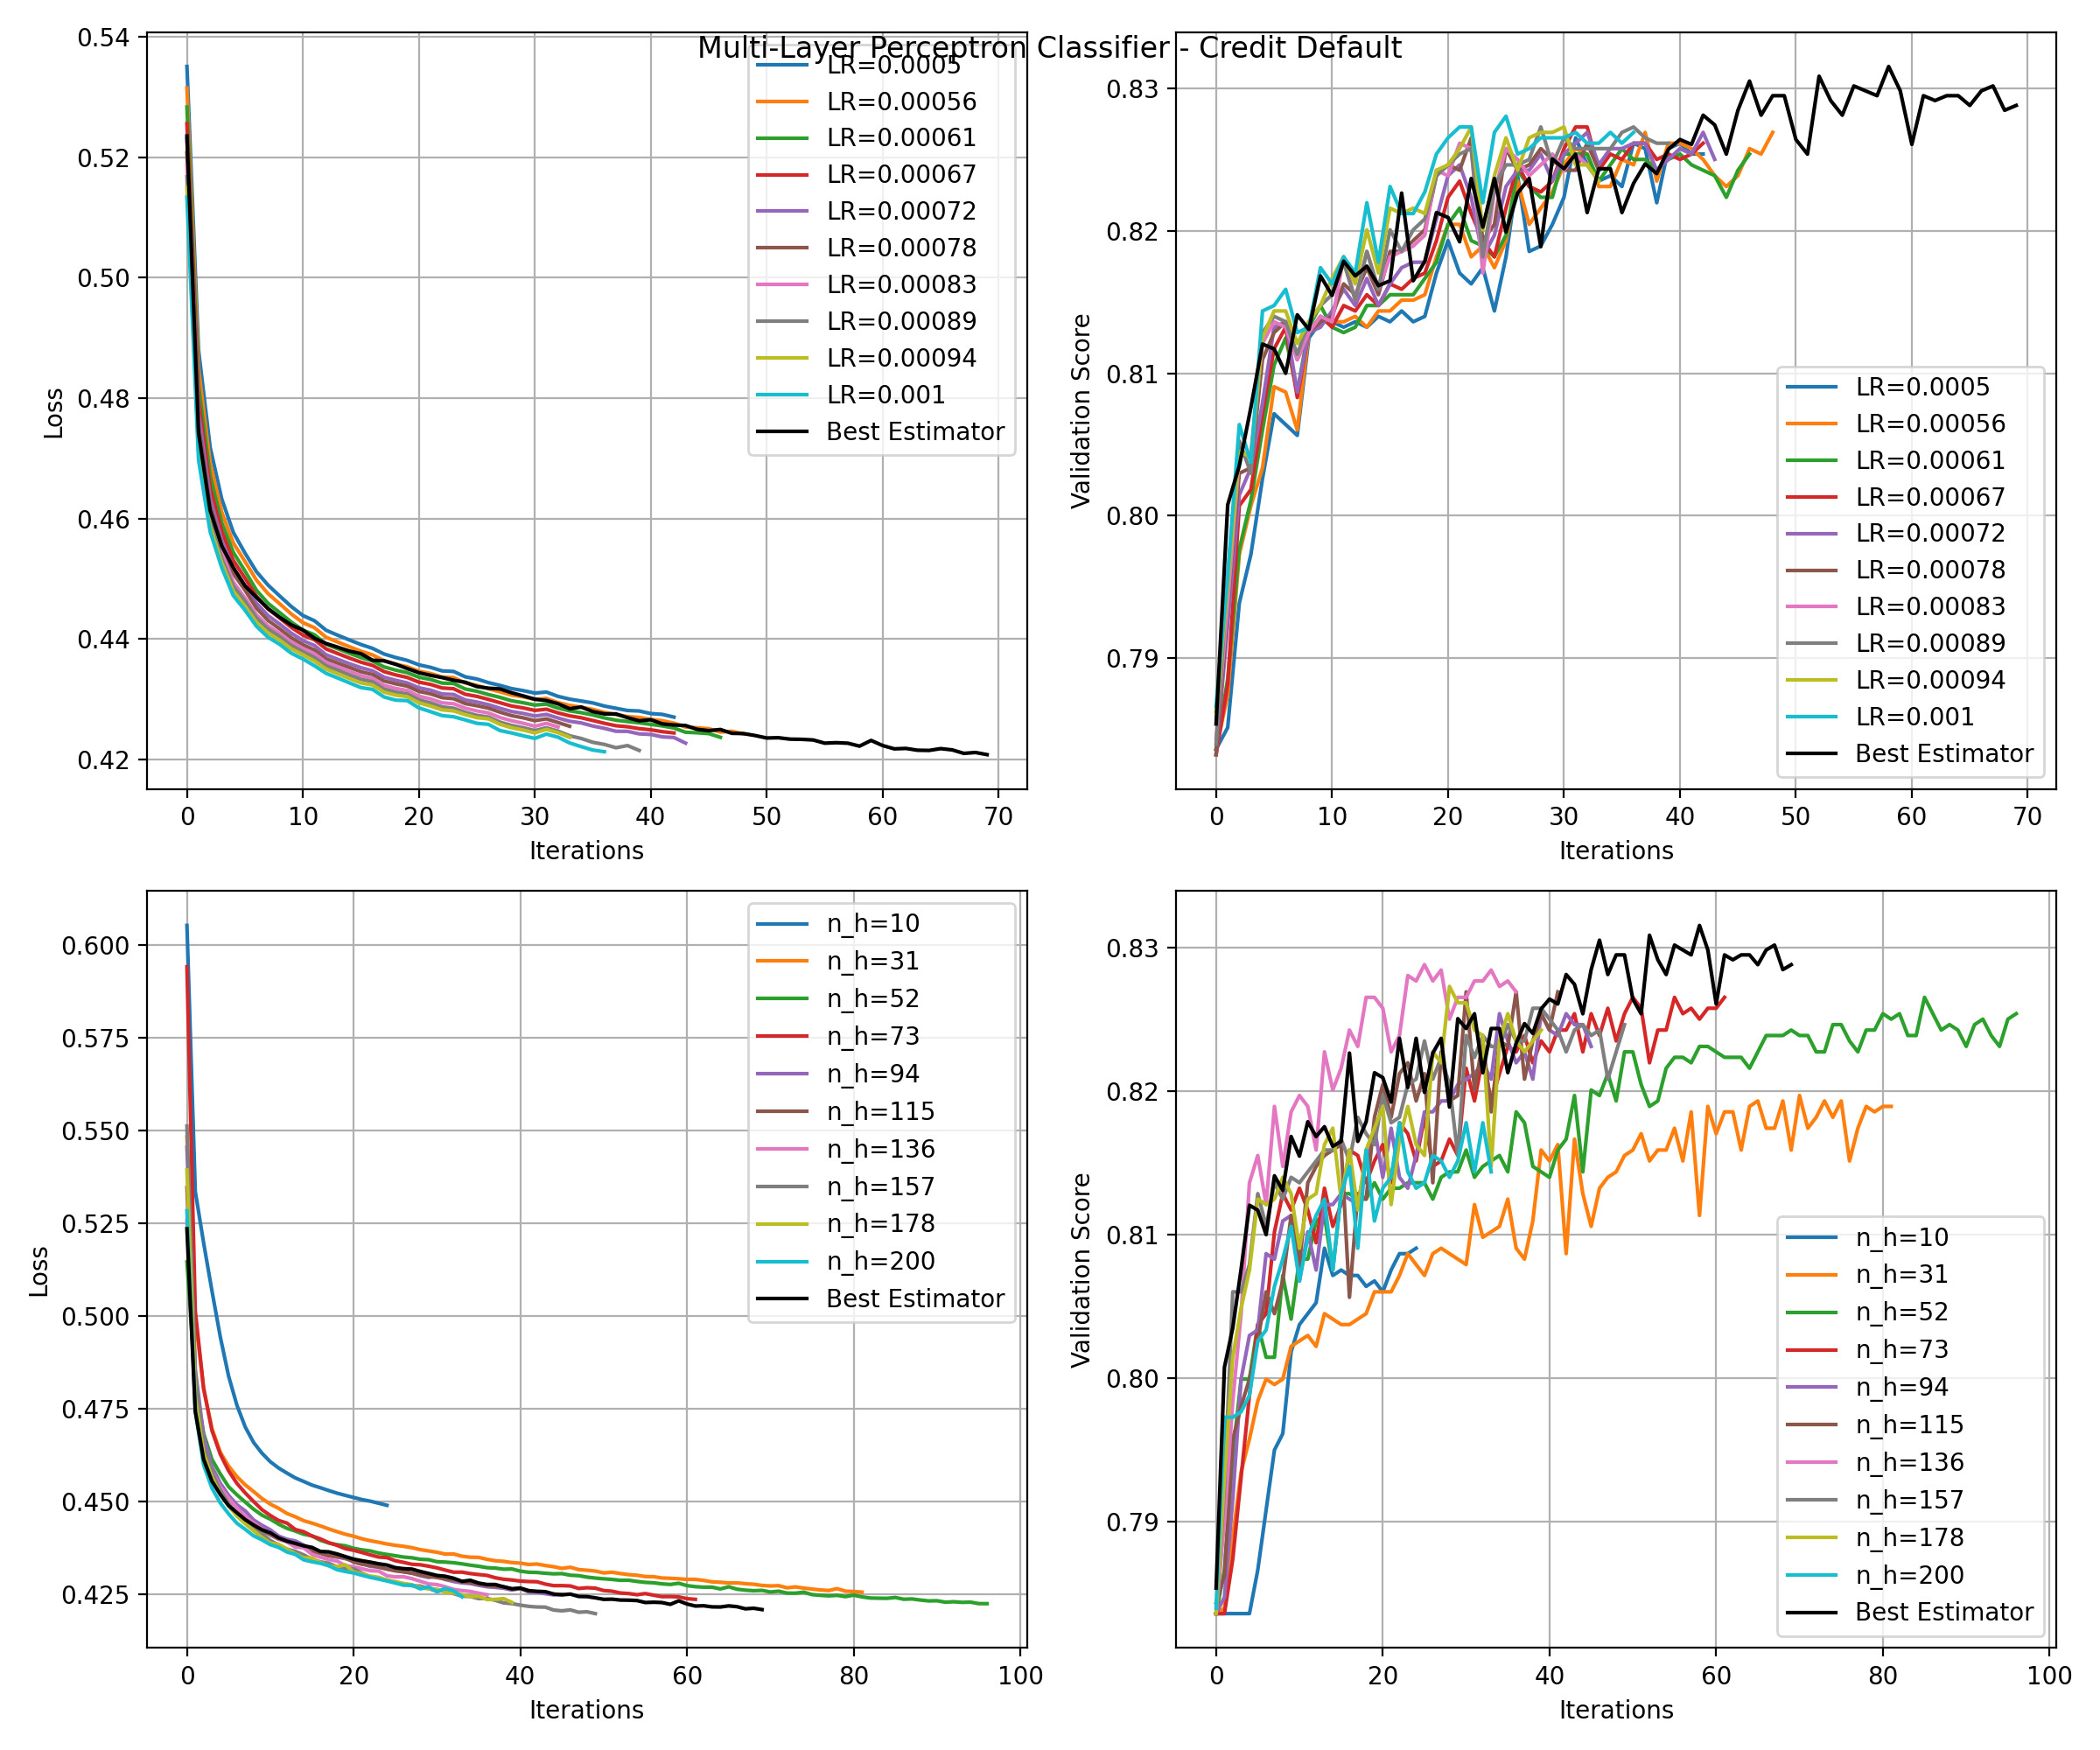 Multi-Layer Perceptron Classifier - Credit Default
0.54
0.52
0.50
0.48
0.46
0.44
0.42
Loss
0 10 20 30 40 50 60 70
Iterations
LR=0.0005
LR=0.00056
LR=0.00061
LR=0.00067
LR=0.00072
LR=0.00078
LR=0.00083
LR=0.00089
LR=0.00094
LR=0.001
Best Estimator
0.83
0.82
0.81
0.80
0.79
Validation Score
0 10 20 30 40 50 60 70
Iterations
LR=0.0005
LR=0.00056
LR=0.00061
LR=0.00067
LR=0.00072
LR=0.00078
LR=0.00083
LR=0.00089
LR=0.00094
LR=0.001
Best Estimator
0.600
0.575
0.550
0.525
0.500
0.475
0.450
0.425
Loss
0 20 40 60 80 100
Iterations
n_h=10
n_h=31
n_h=52
n_h=73
n_h=94
n_h=115
n_h=136
n_h=157
n_h=178
n_h=200
Best Estimator
0.83
0.82
0.81
0.80
0.79
Validation Score
0 20 40 60 80 100
Iterations
n_h=10
n_h=31
n_h=52
n_h=73
n_h=94
n_h=115
n_h=136
n_h=157
n_h=178
n_h=200
Best Estimator